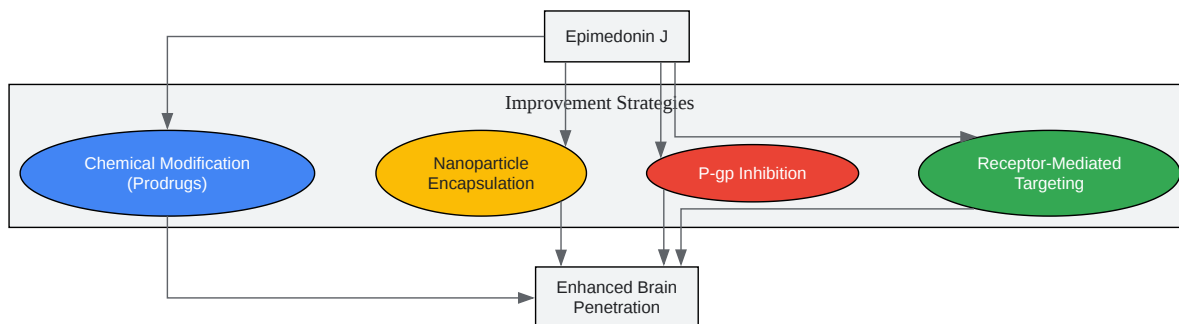 Epimedonin J
Improvement Strategies
Chemical Modification
(Prodrugs)
Nanoparticle
Encapsulation
P-gp Inhibition
Receptor-Mediated
Targeting
Enhanced Brain
Penetration